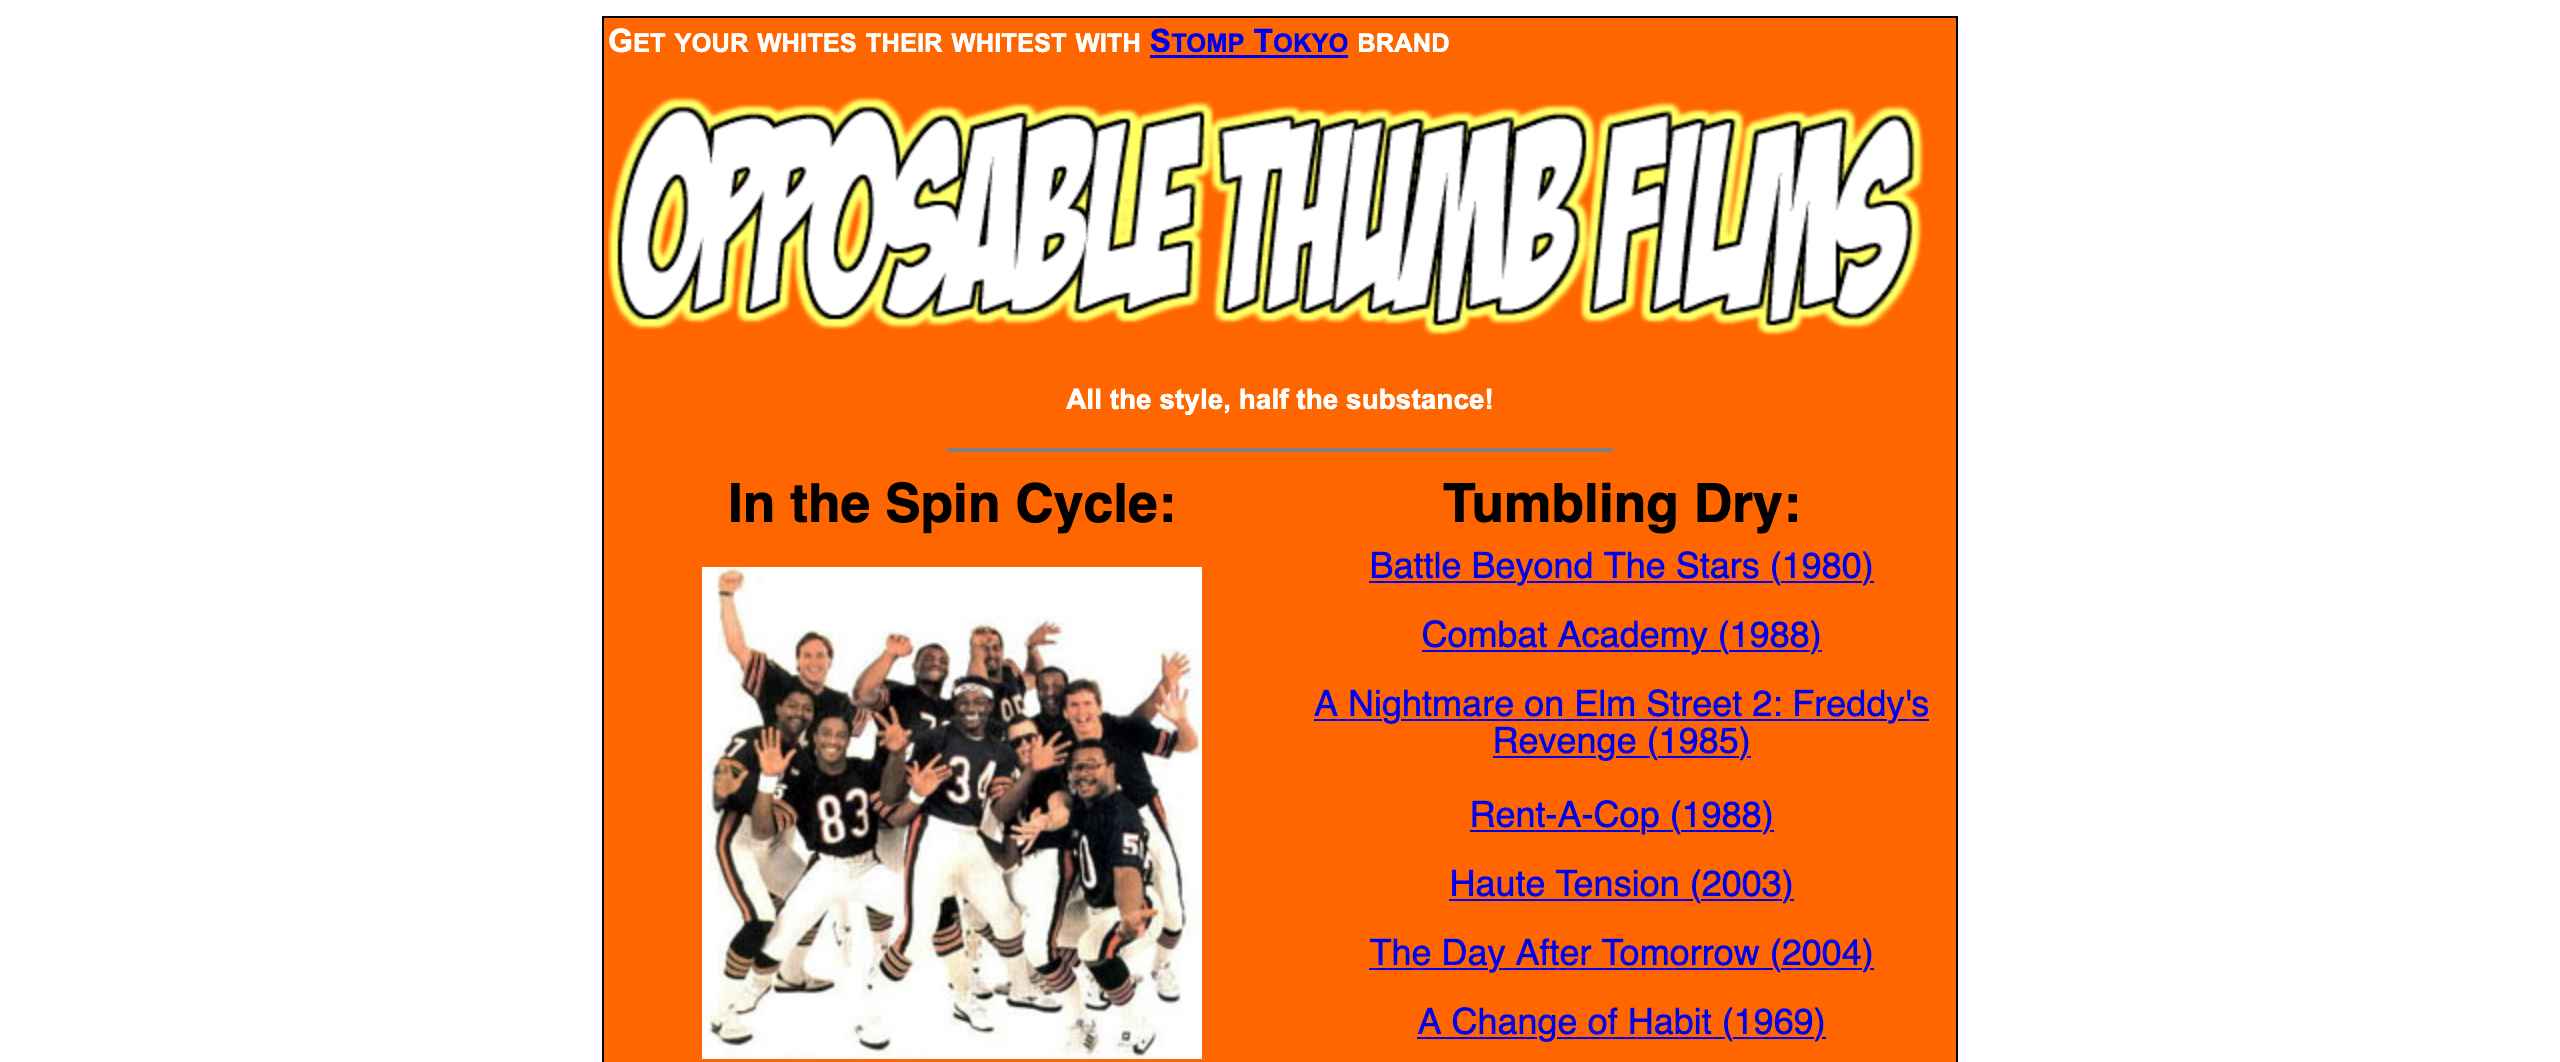 GET YOUR WHITES THEIR WHITEST WITH STOMP TOKYO BRAND
OPPOSABLE THUMB FILMS
All the style, half the substance!
In the Spin Cycle:
Tumbling Dry:
Battle Beyond The Stars (1980)
Combat Academy (1988)
A Nightmare on Elm Street 2: Freddy's
Revenge (1985)
Rent-A-Cop (1988)
Haute Tension (2003)
The Day After Tomorrow (2004)
A Change of Habit (1969)
83
34